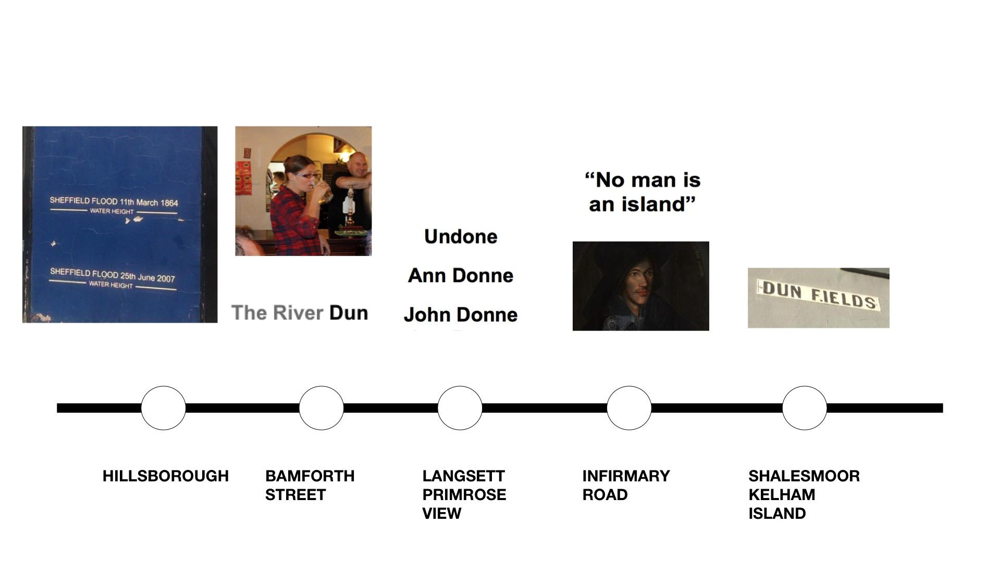 SHEFFIELD FLOOD 11th March 1864
WATER HEIGHT
SHEFFIELD FLOOD 25th June 2007
WATER HEIGHT
The River Dun
Undone
Ann Donne
John Donne
“No man is
an island”
DUN FIELDS
HILLSBOROUGH
BAMFORTH
STREET
LANGSETT
PRIMROSE
VIEW
INFIRMARY
ROAD
SHALESMOOR
KELHAM
ISLAND